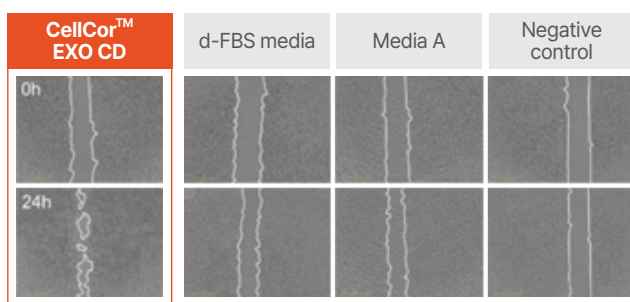 CellCor™
EXO CD
d-FBS media
Media A
Negative
control
0h
24h